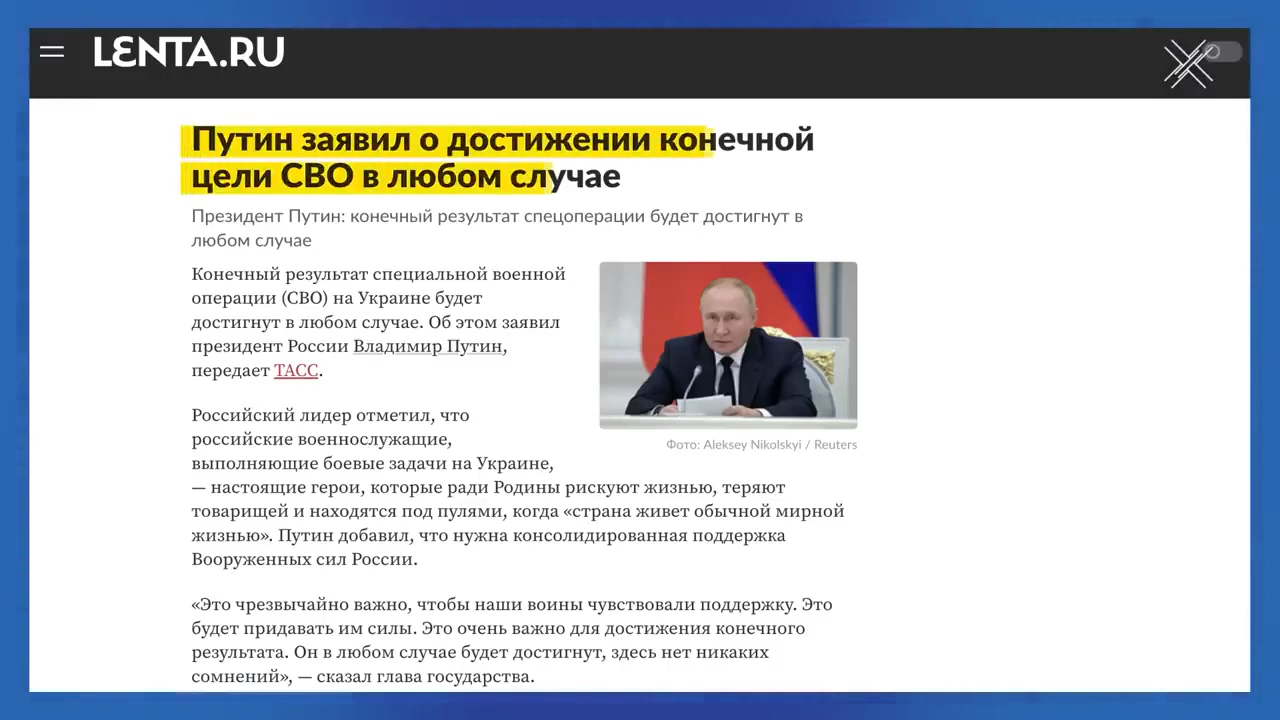 LENTA.RU
Путин заявил о достижении конечной
цели СВО в любом случае
Президент Путин: конечный результат спецоперации будет достигнут в
любом случае
Конечный результат специальной военной
операции (СВО) на Украине будет
достигнут в любом случае. Об этом заявил
президент России Владимир Путин,
передает ТАСС.
Фото: Aleksey Nikolskyi / Reuters
Российский лидер отметил, что
российские военнослужащие,
выполняющие боевые задачи на Украине,
— настоящие герои, которые ради Родины рискуют жизнью, теряют
товарищей и находятся под пулями, когда «страна живет обычной мирной
жизнью». Путин добавил, что нужна консолидированная поддержка
Вооруженных сил России.
«Это чрезвычайно важно, чтобы наши воины чувствовали поддержку. Это
будет придавать им силы. Это очень важно для достижения конечного
результата. Он в любом случае будет достигнут, здесь нет никаких
сомнений», — сказал глава государства.